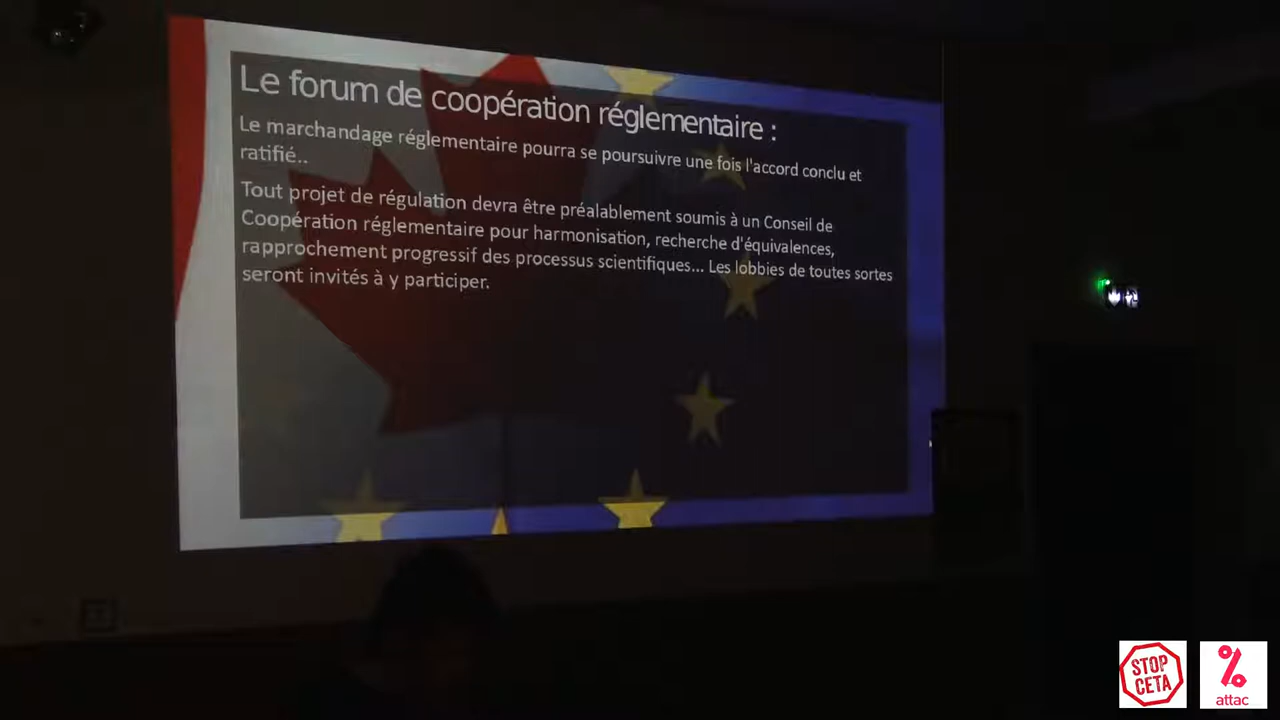 Le forum de coopération réglementaire :
Le marchandage réglementaire pourra se poursuivre une fois l'accord conclu et
ratifié..
Tout projet de régulation devra être préalablement soumis à un Conseil de
Coopération réglementaire pour harmonisation, recherche d'équivalences,
rapprochement progressif des processus scientifiques... Les lobbies de toutes sortes
seront invités à y participer.
STOP
CETA
%
attac